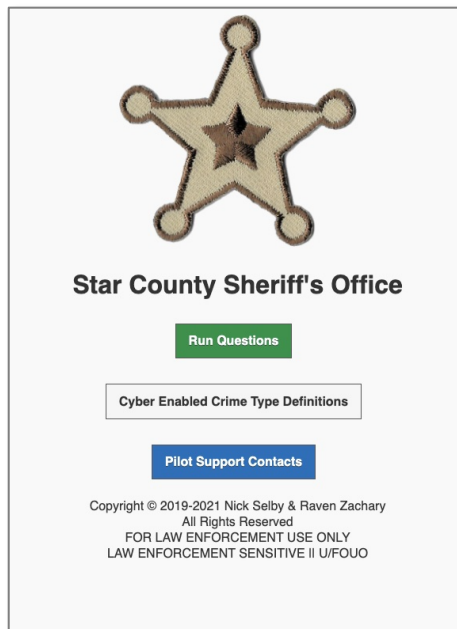 Star County Sheriff's Office
Run Questions
Cyber Enabled Crime Type Definitions
Pilot Support Contacts
Copyright © 2019-2021 Nick Selby & Raven Zachary
All Rights Reserved
FOR LAW ENFORCEMENT USE ONLY
LAW ENFORCEMENT SENSITIVE II U/FOUO